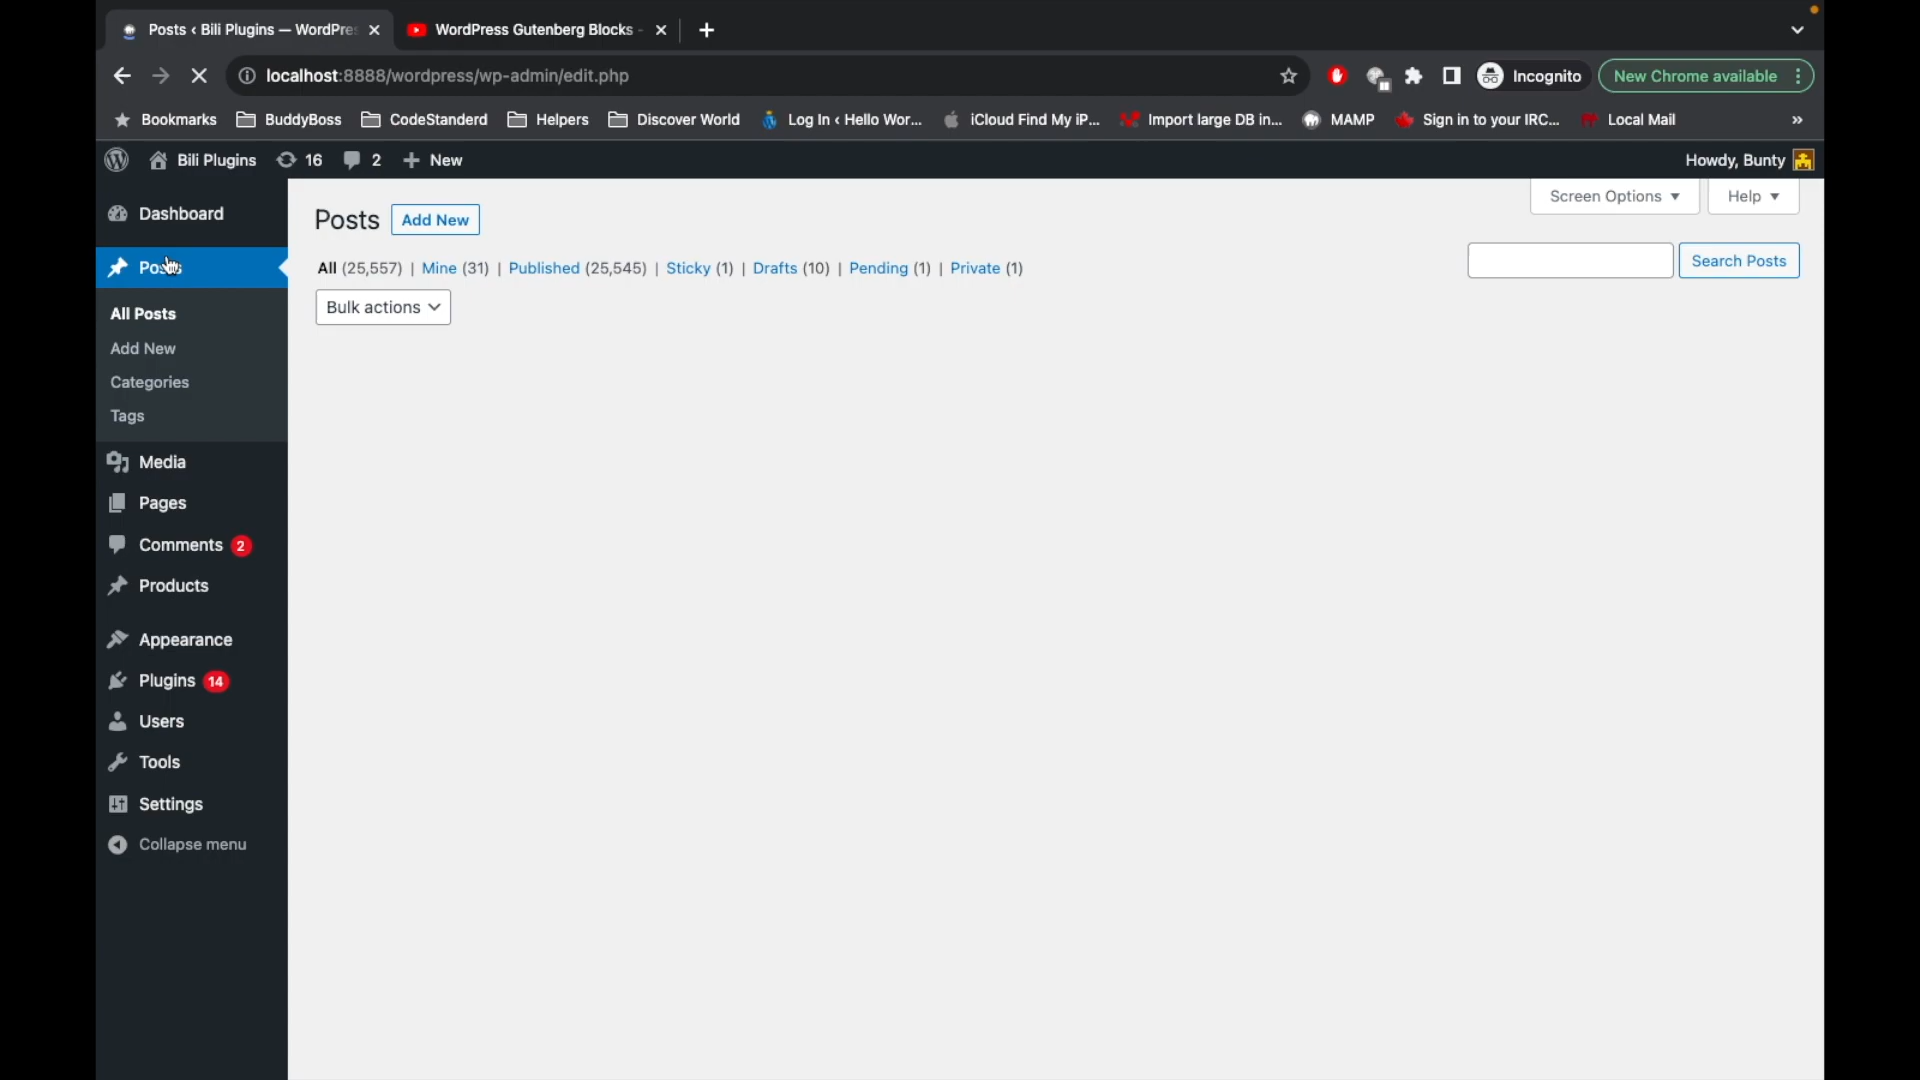 Posts ‹ Bili Plugins — WordPres
WordPress Gutenberg Blocks -
localhost:8888/wordpress/wp-admin/edit.php
Incognito
New Chrome available
Bookmarks
BuddyBoss
CodeStanderd
Helpers
Discover World
Log In ‹ Hello Wor...
iCloud Find My iP...
Import large DB in...
MAMP
Sign in to your IRC...
Local Mail
»
Bili Plugins
16
2
New
Howdy, Bunty
Dashboard
Posts
All Posts
Add New
Categories
Tags
Media
Pages
Comments 2
Products
Appearance
Plugins 14
Users
Tools
Settings
Collapse menu
Screen Options
Help
Posts
Add New
All (25,557) | Mine (31) | Published (25,545) | Sticky (1) | Drafts (10) | Pending (1) | Private (1)
Search Posts
Bulk actions